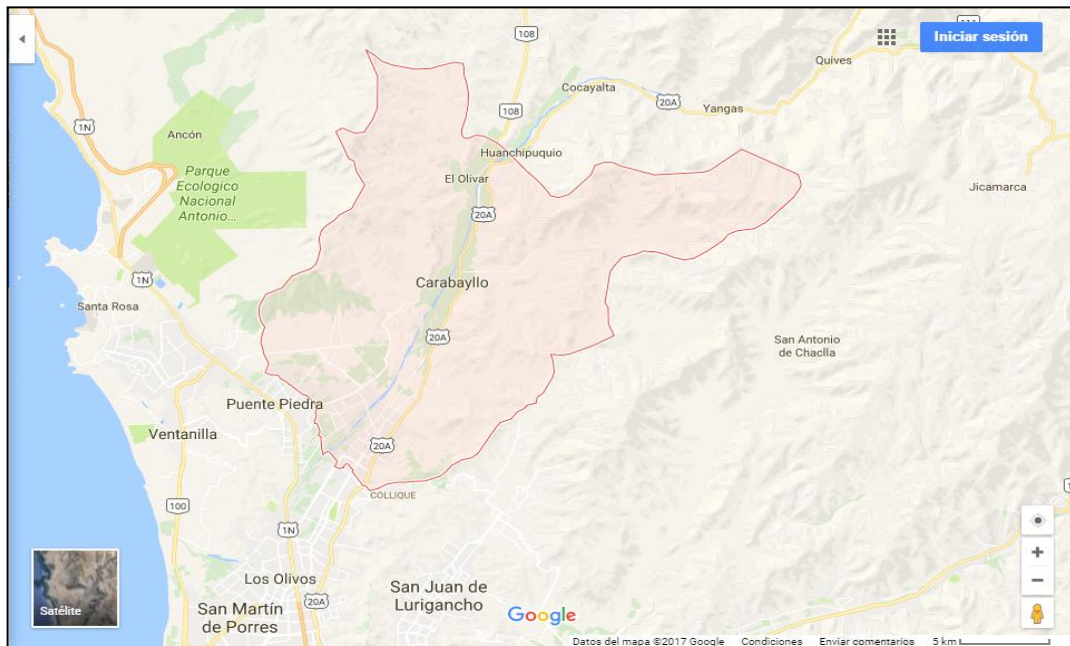 108
Iniciar sesión
Quives
Cocayalta
20A
Yangas
108
1N
Ancón
Huanchipuquio
Parque
Ecologico
Nacional
Antonio...
El Olivar
Jicamarca
20A
1N
Carabayllo
Santa Rosa
20A
San Antonio
de Chaclla
Puente Piedra
Ventanilla
20A
COLLIQUE
100
1N
Los Olivos
San Juan de
Lurigancho
20A
San Martín
de Porres
Satélite
Google
Datos del mapa ©2017 Google Condiciones Enviar comentarios 5 km